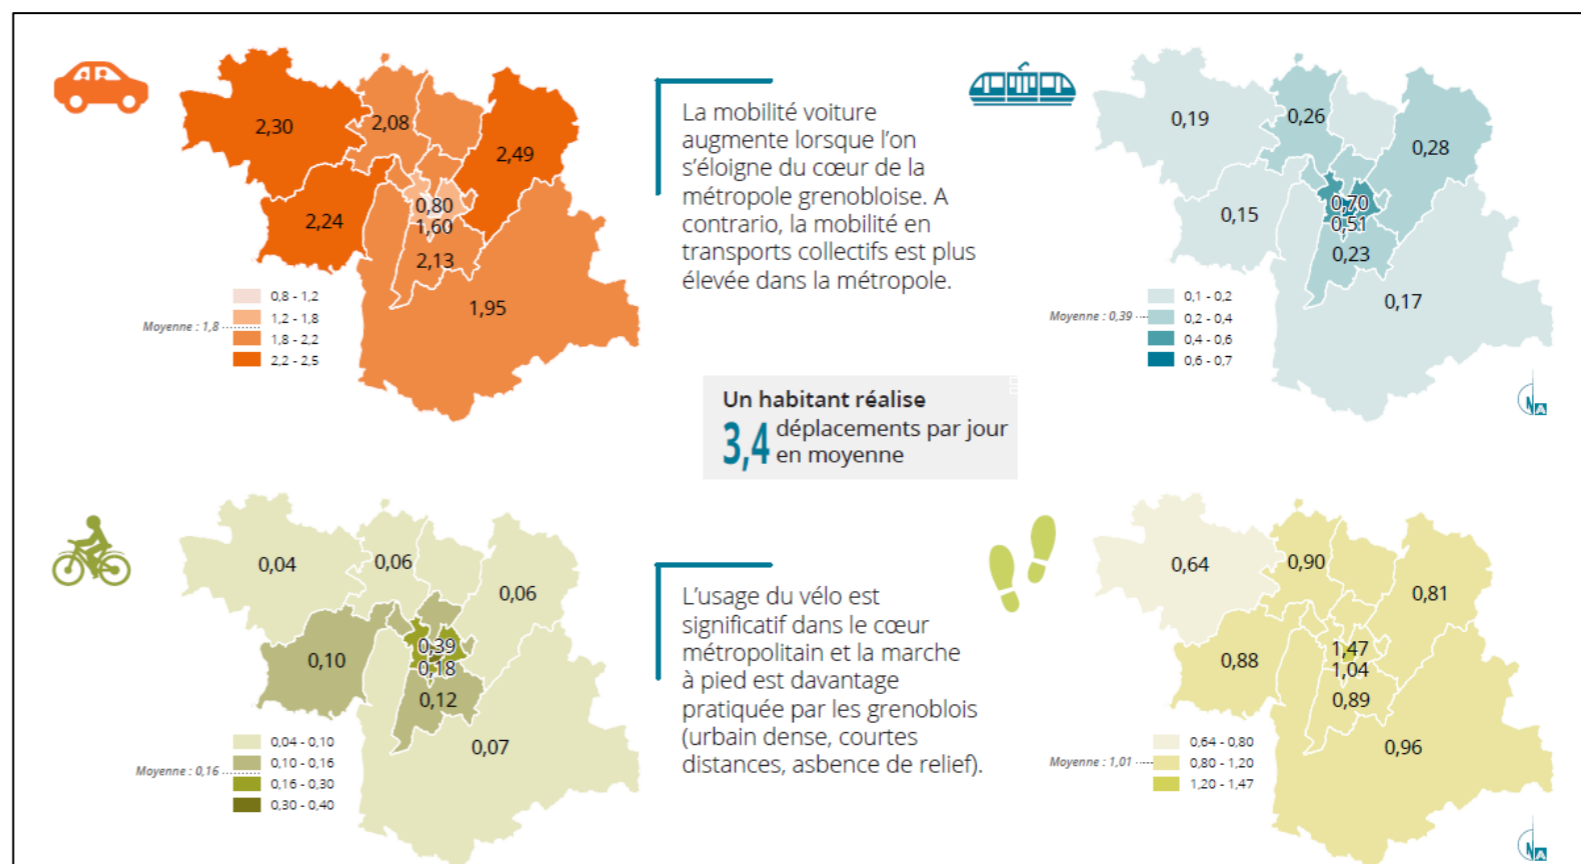 2,30
2,08
2,49
0,80
1,60
2,24
2,13
1,95
0,8 - 1,2
1,2 - 1,8
Moyenne : 1,8
1,8 - 2,2
2,2 - 2,5
La mobilité voiture
augmente lorsque l’on
s’éloigne du cœur de la
métropole grenobloise. A
contrario, la mobilité en
transports collectifs est plus
élevée dans la métropole.
0,19
0,26
0,28
0,70
0,51
0,15
0,23
0,17
0,1 - 0,2
0,2 - 0,4
Moyenne : 0,39
0,4 - 0,6
0,6 - 0,7
Un habitant réalise
3,4 déplacements par jour
en moyenne
0,04
0,06
0,06
0,39
0,18
0,10
0,12
0,07
0,04 - 0,10
0,10 - 0,16
Moyenne : 0,16
0,16 - 0,30
0,30 - 0,40
L’usage du vélo est
significatif dans le cœur
métropolitain et la marche
à pied est davantage
pratiquée par les grenoblois
(urbain dense, courtes
distances, asbence de relief).
0,64
0,90
0,81
1,47
1,04
0,88
0,89
0,96
0,64 - 0,80
0,80 - 1,20
Moyenne : 1,01
1,20 - 1,47